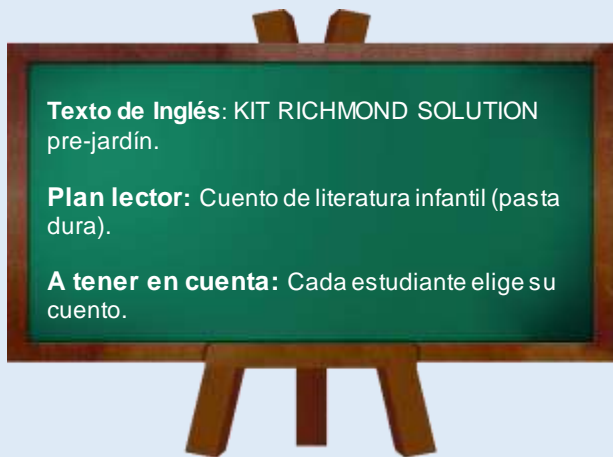 Texto de Inglés: KIT RICHMOND SOLUTION
pre-jardín.
Plan lector: Cuento de literatura infantil (pasta
dura).
A tener en cuenta: Cada estudiante elige su
cuento.